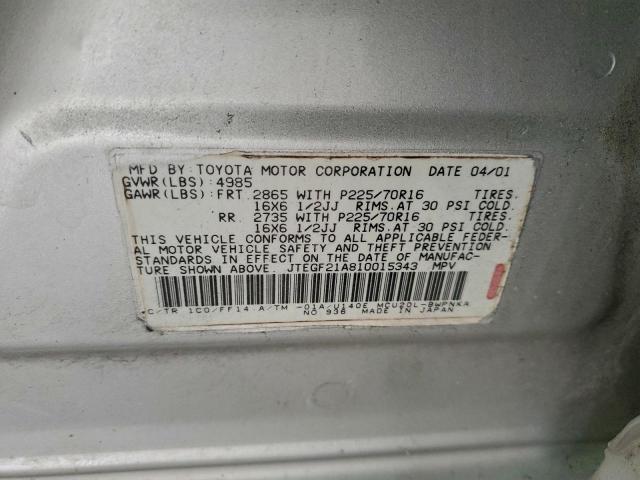 MFD BY: TOYOTA MOTOR CORPORATION DATE 04/01
GVWR(LBS): 4985
GAWR(LBS): FRT 2865 WITH P225/70R16 TIRES.
16X6 1/2JJ RIMS.AT 30 PSI COLD.
RR 2735 WITH P225/70R16 TIRES.
16X6 1/2JJ RIMS.AT 30 PSI COLD.
THIS VEHICLE CONFORMS TO ALL APPLICABLE FEDER-
AL MOTOR VEHICLE SAFETY AND THEFT PREVENTION
STANDARDS IN EFFECT ON THE DATE OF MANUFAC-
TURE SHOWN ABOVE. JTEGF21A810015343 MPV
C/TR 1C0/FF14 A/TM -01A/U140E MCU20L-BWPNKA
NO 936 MADE IN JAPAN